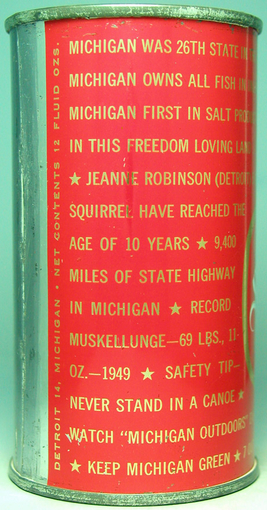 MICHIGAN WAS 26TH STATE IN
MICHIGAN OWNS ALL FISH IN
MICHIGAN FIRST IN SALT
IN THIS FREEDOM LOVING
★ JEANNE ROBINSON (DETROIT
SQUIRREL HAVE REACHED THE
AGE OF 10 YEARS ★ 9,400
MILES OF STATE HIGHWAY
IN MICHIGAN ★ RECORD
MUSKELLUNGE—69 LBS., 11-
OZ.—1949 ★ SAFETY TIP—
NEVER STAND IN A CANOE ★
WATCH "MICHIGAN OUTDOORS"
★ KEEP MICHIGAN GREEN ★
DETROIT 14, MICHIGAN • NET CONTENTS 12 FLUID OZS.